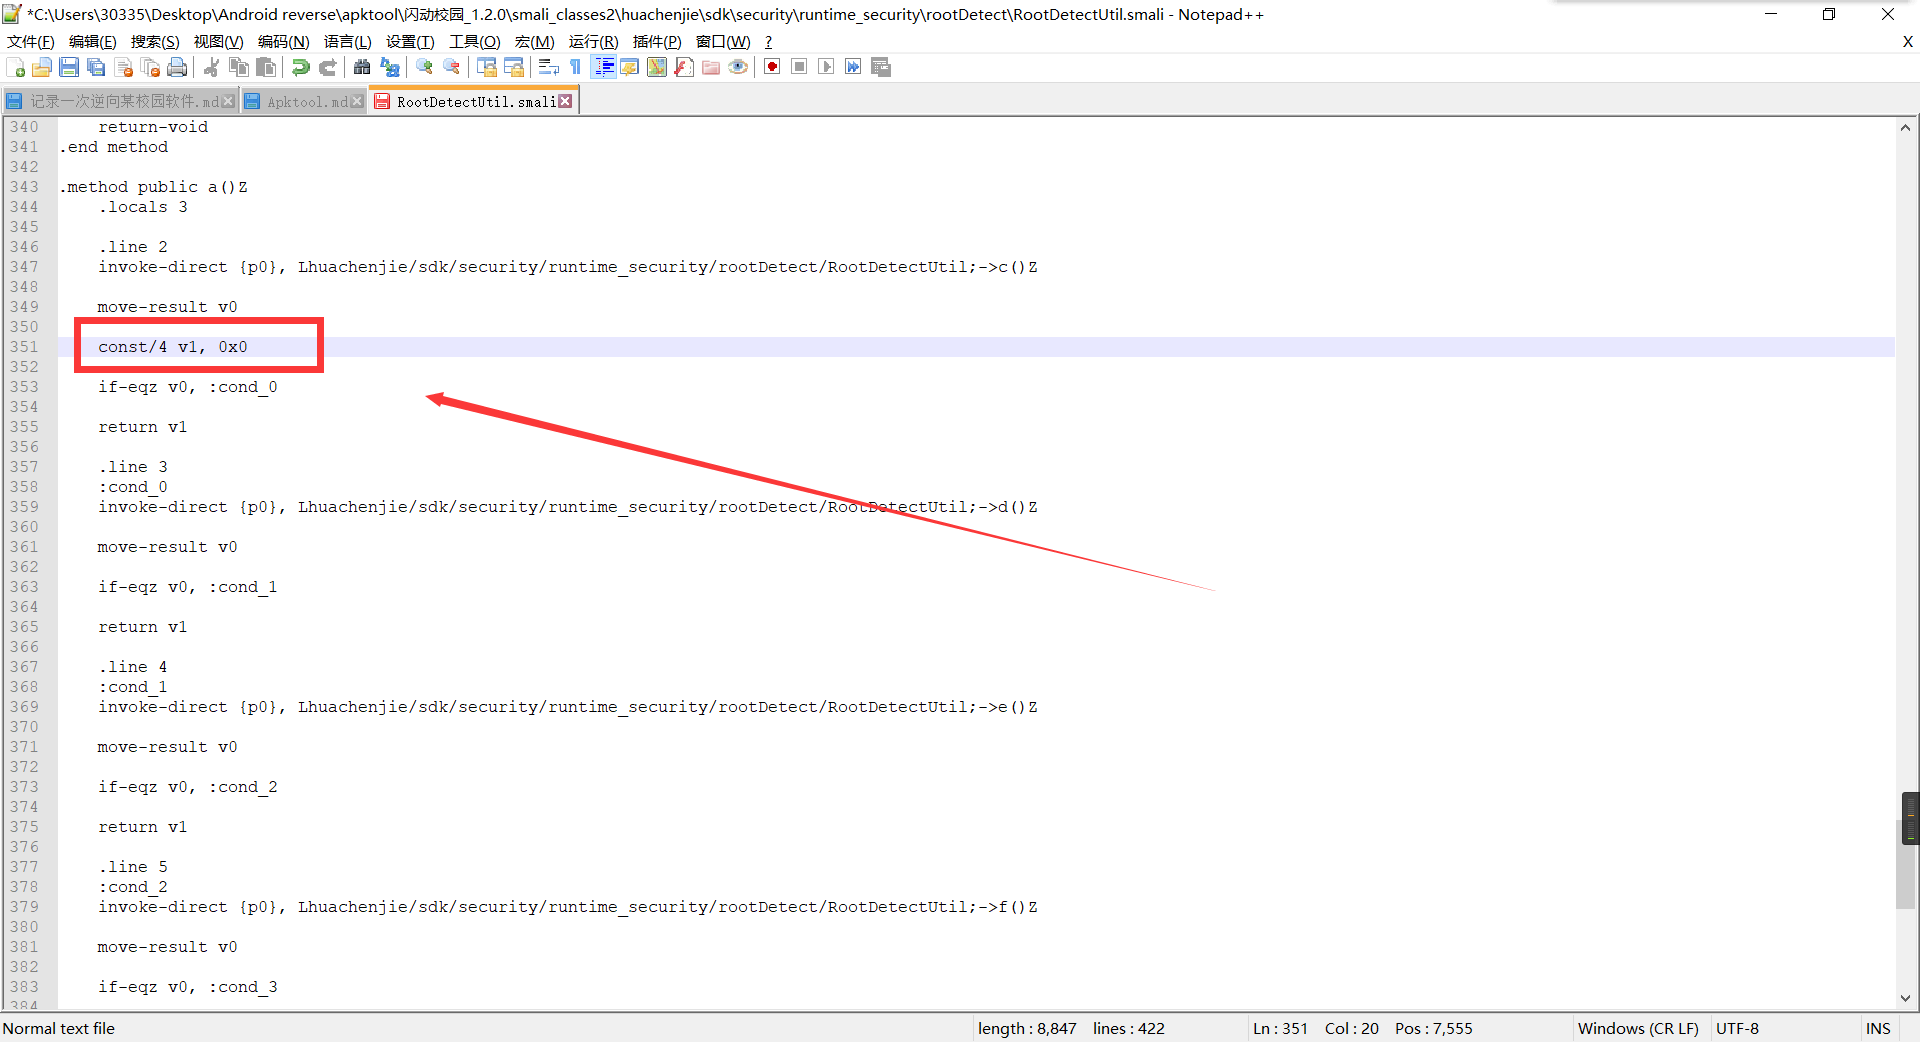 *C:\Users\30335\Desktop\Android reverse\apktool\闪动校园_1.2.0\smali_classes2\huachenjie\sdk\security\runtime_security\rootDetect\RootDetectUtil.smali - Notepad++
文件(F) 编辑(E) 搜索(S) 视图(V) 编码(N) 语言(L) 设置(T) 工具(O) 宏(M) 运行(R) 插件(P) 窗口(W) ? X
记录一次逆向某校园软件.md Apktool.md RootDetectUtil.smali
340 return-void
341 .end method
342
343 .method public a()Z
344 .locals 3
345
346 .line 2
347 invoke-direct {p0}, Lhuachenjie/sdk/security/runtime_security/rootDetect/RootDetectUtil;->c()Z
348
349 move-result v0
350
351 const/4 v1, 0x0
352
353 if-eqz v0, :cond_0
354
355 return v1
356
357 .line 3
358 :cond_0
359 invoke-direct {p0}, Lhuachenjie/sdk/security/runtime_security/rootDetect/RootDetectUtil;->d()Z
360
361 move-result v0
362
363 if-eqz v0, :cond_1
364
365 return v1
366
367 .line 4
368 :cond_1
369 invoke-direct {p0}, Lhuachenjie/sdk/security/runtime_security/rootDetect/RootDetectUtil;->e()Z
370
371 move-result v0
372
373 if-eqz v0, :cond_2
374
375 return v1
376
377 .line 5
378 :cond_2
379 invoke-direct {p0}, Lhuachenjie/sdk/security/runtime_security/rootDetect/RootDetectUtil;->f()Z
380
381 move-result v0
382
383 if-eqz v0, :cond_3
384
Normal text file length : 8,847 lines : 422 Ln : 351 Col : 20 Pos : 7,555 Windows (CR LF) UTF-8 INS